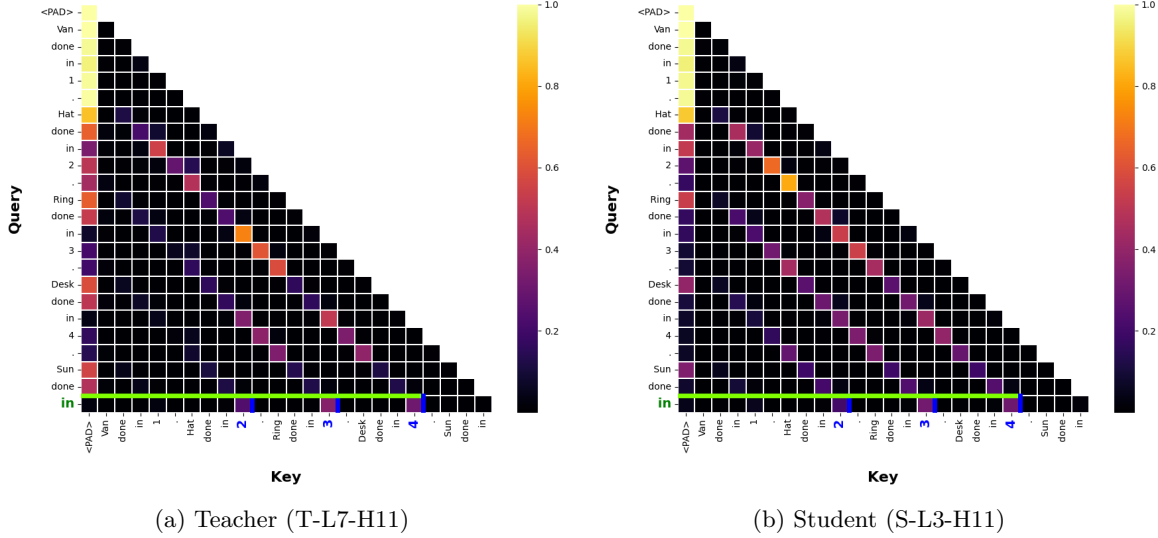 <PAD>
Van
done
in
1
.
Hat
done
in
2
.
Ring
done
in
3
.
Desk
done
in
4
.
Sun
done
in
Query
<PAD> Van done in 1 . Hat done in 2 . Ring done in 3 . Desk done in 4 . Sun done in
Key
1.0
0.8
0.6
0.4
0.2
(a) Teacher (T-L7-H11)
<PAD>
Van
done
in
1
.
Hat
done
in
2
.
Ring
done
in
3
.
Desk
done
in
4
.
Sun
done
in
Query
<PAD> Van done in 1 . Hat done in 2 . Ring done in 3 . Desk done in 4 . Sun done in
Key
1.0
0.8
0.6
0.4
0.2
(b) Student (S-L3-H11)